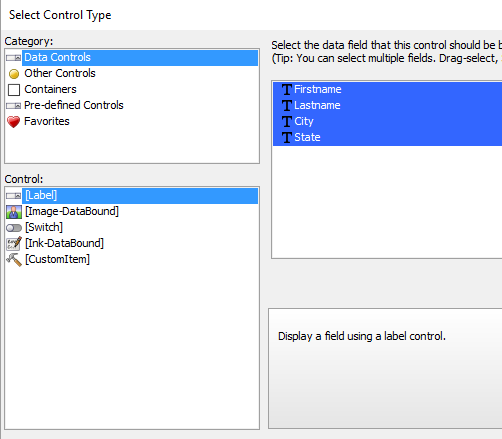 Select Control Type
Category:
Data Controls
Other Controls
Containers
Pre-defined Controls
Favorites
Control:
[Label]
[Image-DataBound]
[Switch]
[Ink-DataBound]
[CustomItem]
Select the data field that this control should be b
(Tip: You can select multiple fields. Drag-select,
Firstname
Lastname
City
State
Display a field using a label control.